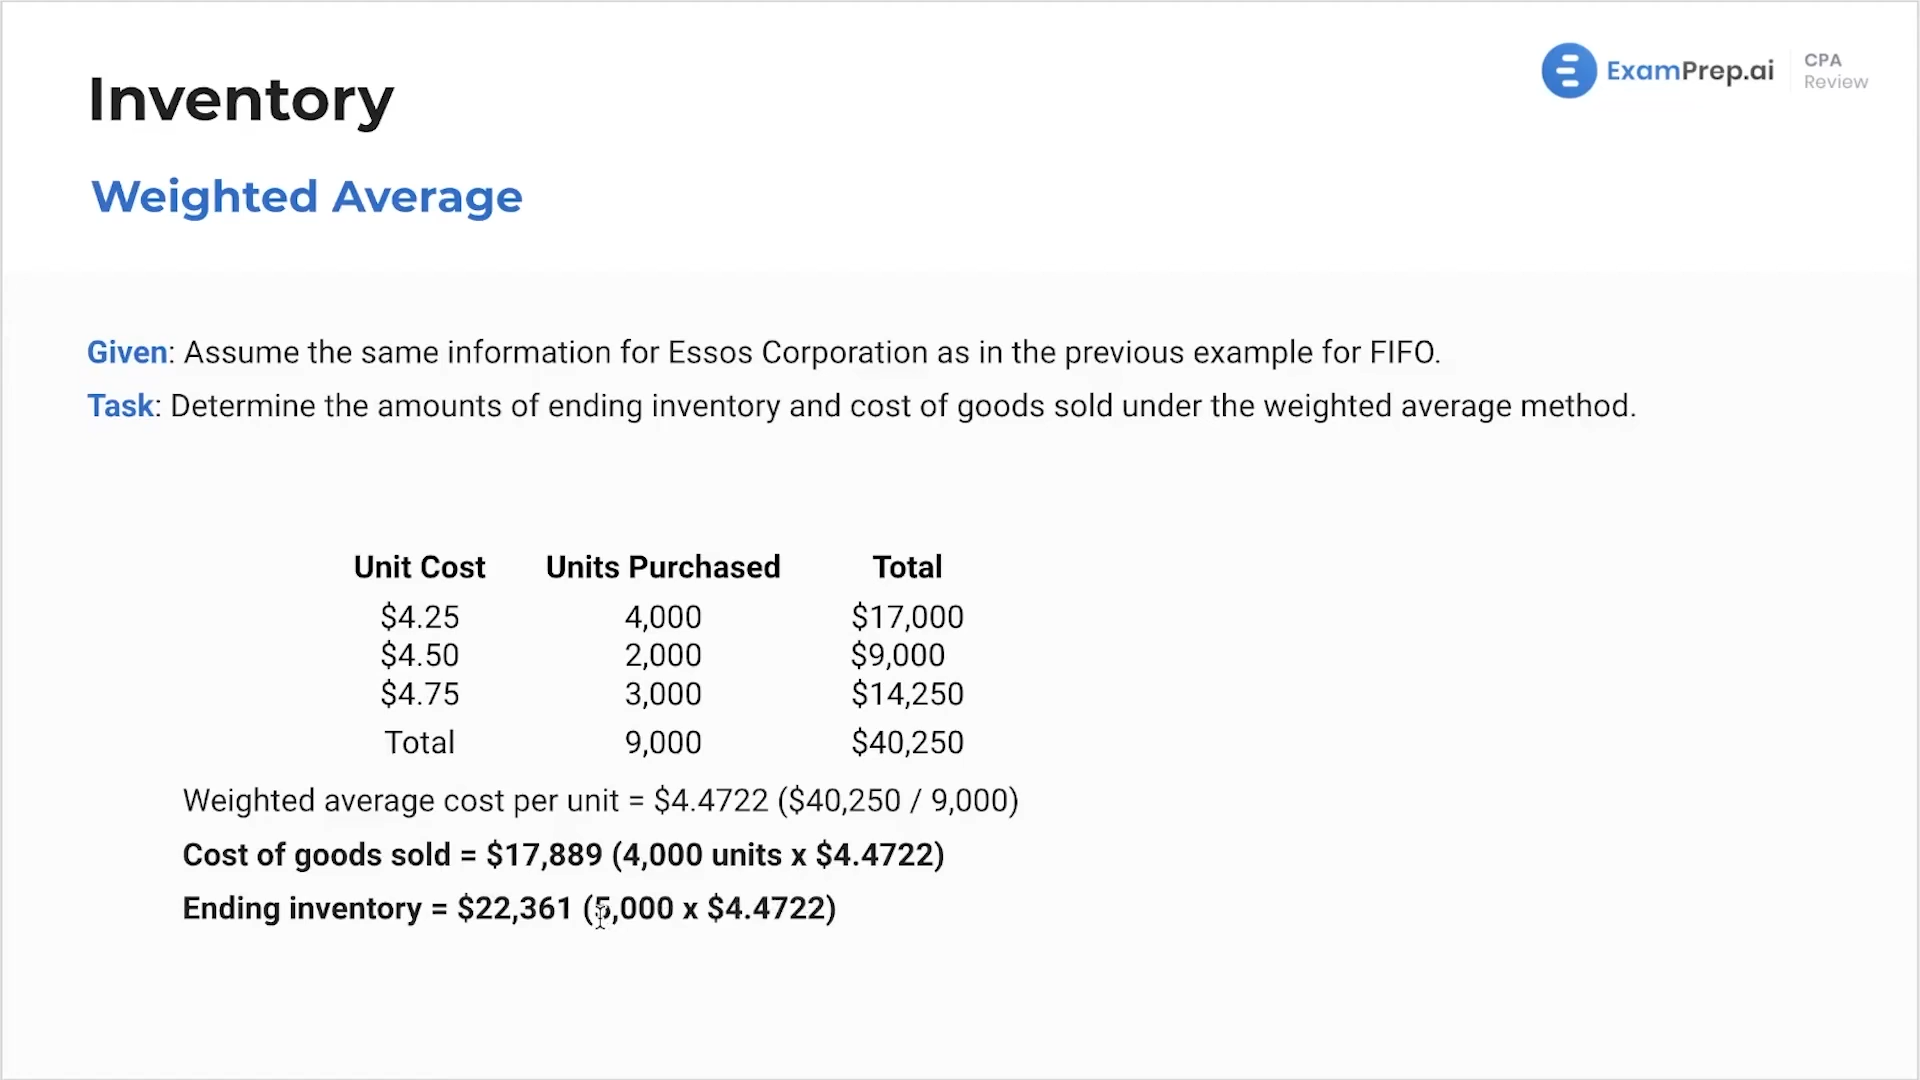 Inventory
ExamPrep.ai
CPA
Review
Weighted Average
Given: Assume the same information for Essos Corporation as in the previous example for FIFO.
Task: Determine the amounts of ending inventory and cost of goods sold under the weighted average method.
Unit Cost Units Purchased Total
$4.25 4,000 $17,000
$4.50 2,000 $9,000
$4.75 3,000 $14,250
Total 9,000 $40,250
Weighted average cost per unit = $4.4722 ($40,250 / 9,000)
Cost of goods sold = $17,889 (4,000 units x $4.4722)
Ending inventory = $22,361 (5,000 x $4.4722)